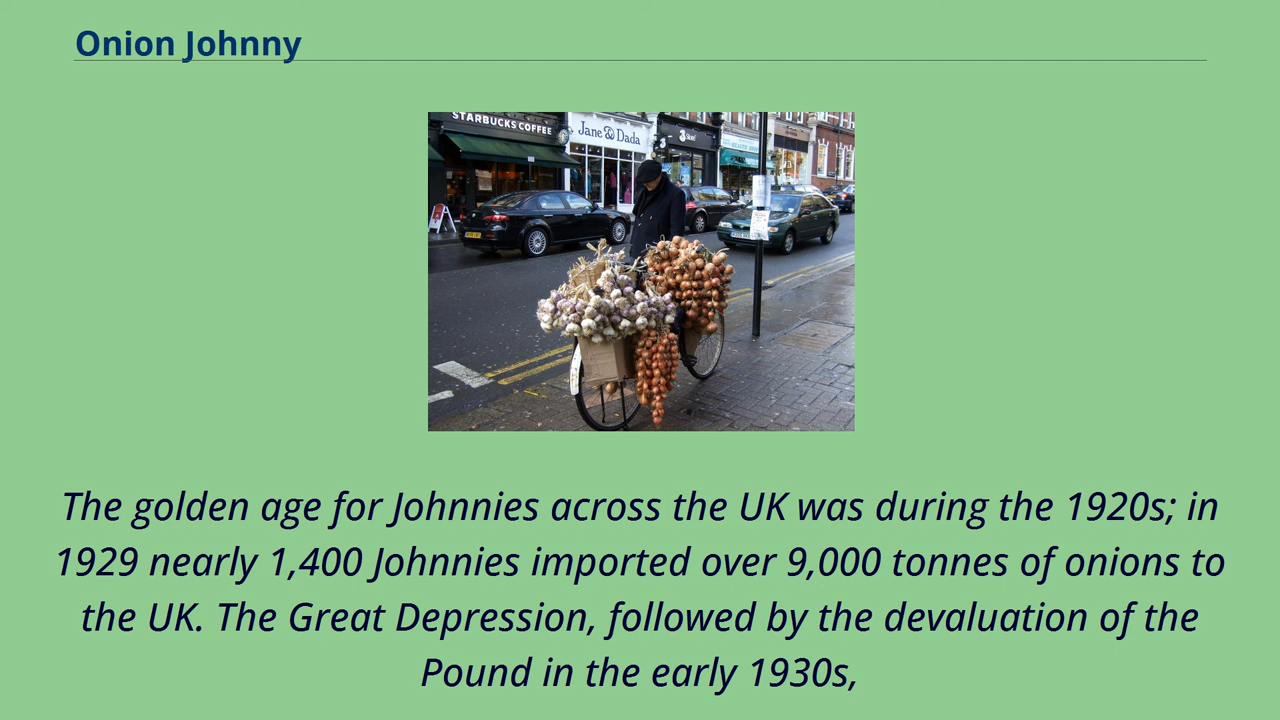 Onion Johnny
STARBUCKS COFFEE
Jane & Dada
3 Store
The golden age for Johnnies across the UK was during the 1920s; in
1929 nearly 1,400 Johnnies imported over 9,000 tonnes of onions to
the UK. The Great Depression, followed by the devaluation of the
Pound in the early 1930s,